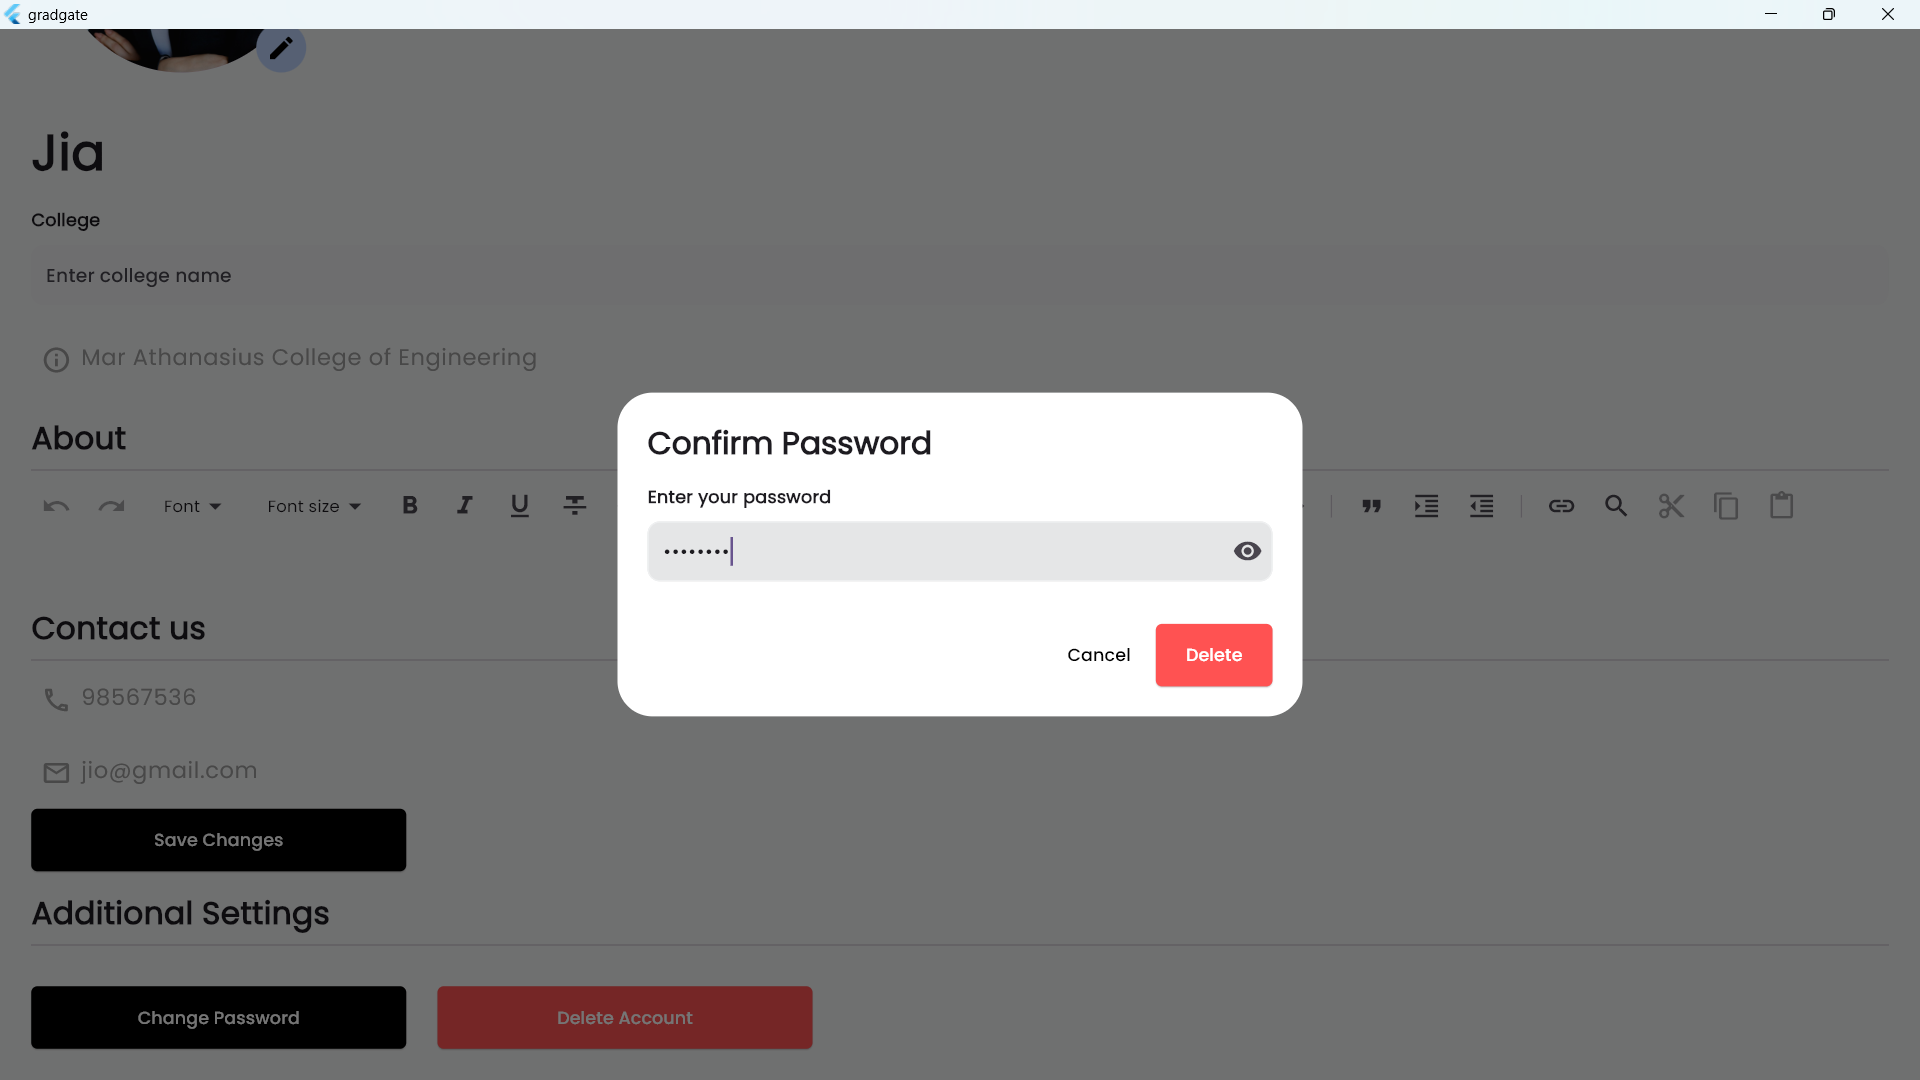 gradgate
Jia
College
Enter college name
Mar Athanasius College of Engineering
About
Font
Font size
B I U
Contact us
98567536
jio@gmail.com
Save Changes
Additional Settings
Change Password
Delete Account
Confirm Password
Enter your password
••••••••
Cancel
Delete